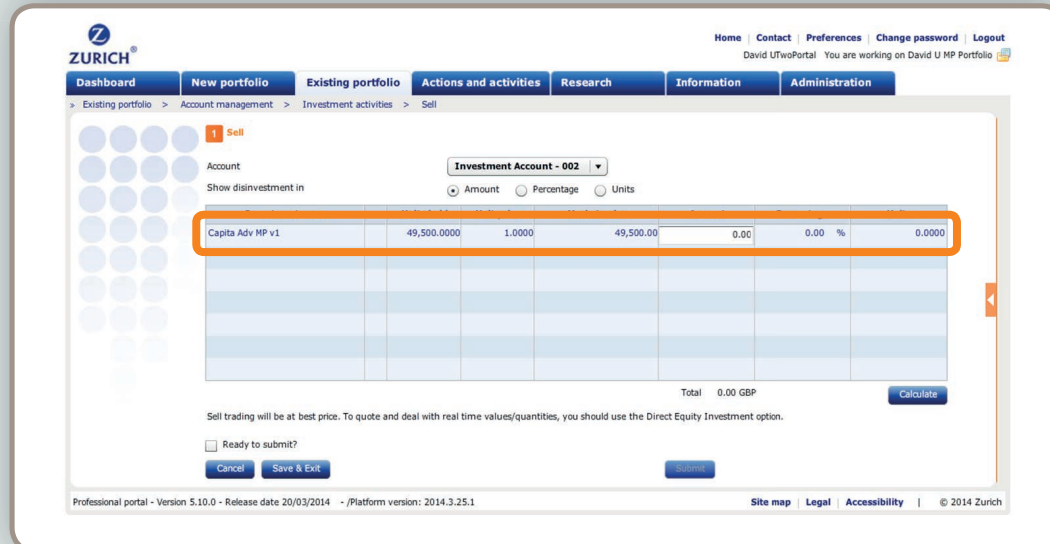 ZURICH®
Home | Contact | Preferences | Change password | Logout
David UTwoPortal You are working on David U MP Portfolio
Dashboard New portfolio Existing portfolio Actions and activities Research Information Administration
» Existing portfolio > Account management > Investment activities > Sell
1 Sell
Account Investment Account - 002
Show disinvestment in Amount Percentage Units
Capita Adv MP v1 49,500.0000 1.0000 49,500.00 0.00 0.00 % 0.0000
Total 0.00 GBP
Calculate
Sell trading will be at best price. To quote and deal with real time values/quantities, you should use the Direct Equity Investment option.
Ready to submit?
Cancel Save & Exit Submit
Professional portal - Version 5.10.0 - Release date 20/03/2014 - /Platform version: 2014.3.25.1 Site map | Legal | Accessibility | © 2014 Zurich